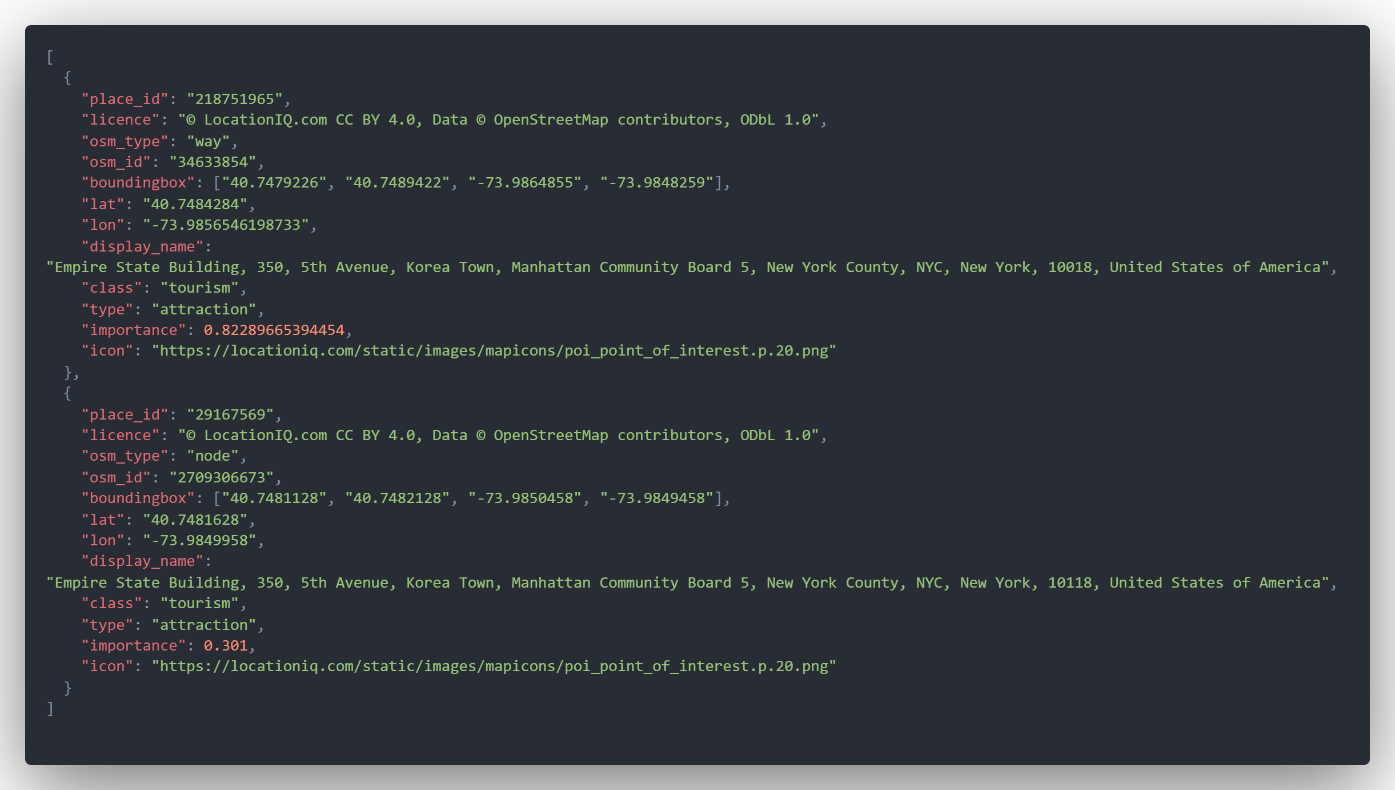 [
  {
    "place_id": "218751965",
    "licence": "© LocationIQ.com CC BY 4.0, Data © OpenStreetMap contributors, ODbL 1.0",
    "osm_type": "way",
    "osm_id": "34633854",
    "boundingbox": ["40.7479226", "40.7489422", "-73.9864855", "-73.9848259"],
    "lat": "40.7484284",
    "lon": "-73.9856546198733",
    "display_name":
"Empire State Building, 350, 5th Avenue, Korea Town, Manhattan Community Board 5, New York County, NYC, New York, 10018, United States of America",
    "class": "tourism",
    "type": "attraction",
    "importance": 0.82289665394454,
    "icon": "https://locationiq.com/static/images/mapicons/poi_point_of_interest.p.20.png"
  },
  {
    "place_id": "29167569",
    "licence": "© LocationIQ.com CC BY 4.0, Data © OpenStreetMap contributors, ODbL 1.0",
    "osm_type": "node",
    "osm_id": "2709306673",
    "boundingbox": ["40.7481128", "40.7482128", "-73.9850458", "-73.9849458"],
    "lat": "40.7481628",
    "lon": "-73.9849958",
    "display_name":
"Empire State Building, 350, 5th Avenue, Korea Town, Manhattan Community Board 5, New York County, NYC, New York, 10118, United States of America",
    "class": "tourism",
    "type": "attraction",
    "importance": 0.301,
    "icon": "https://locationiq.com/static/images/mapicons/poi_point_of_interest.p.20.png"
  }
]